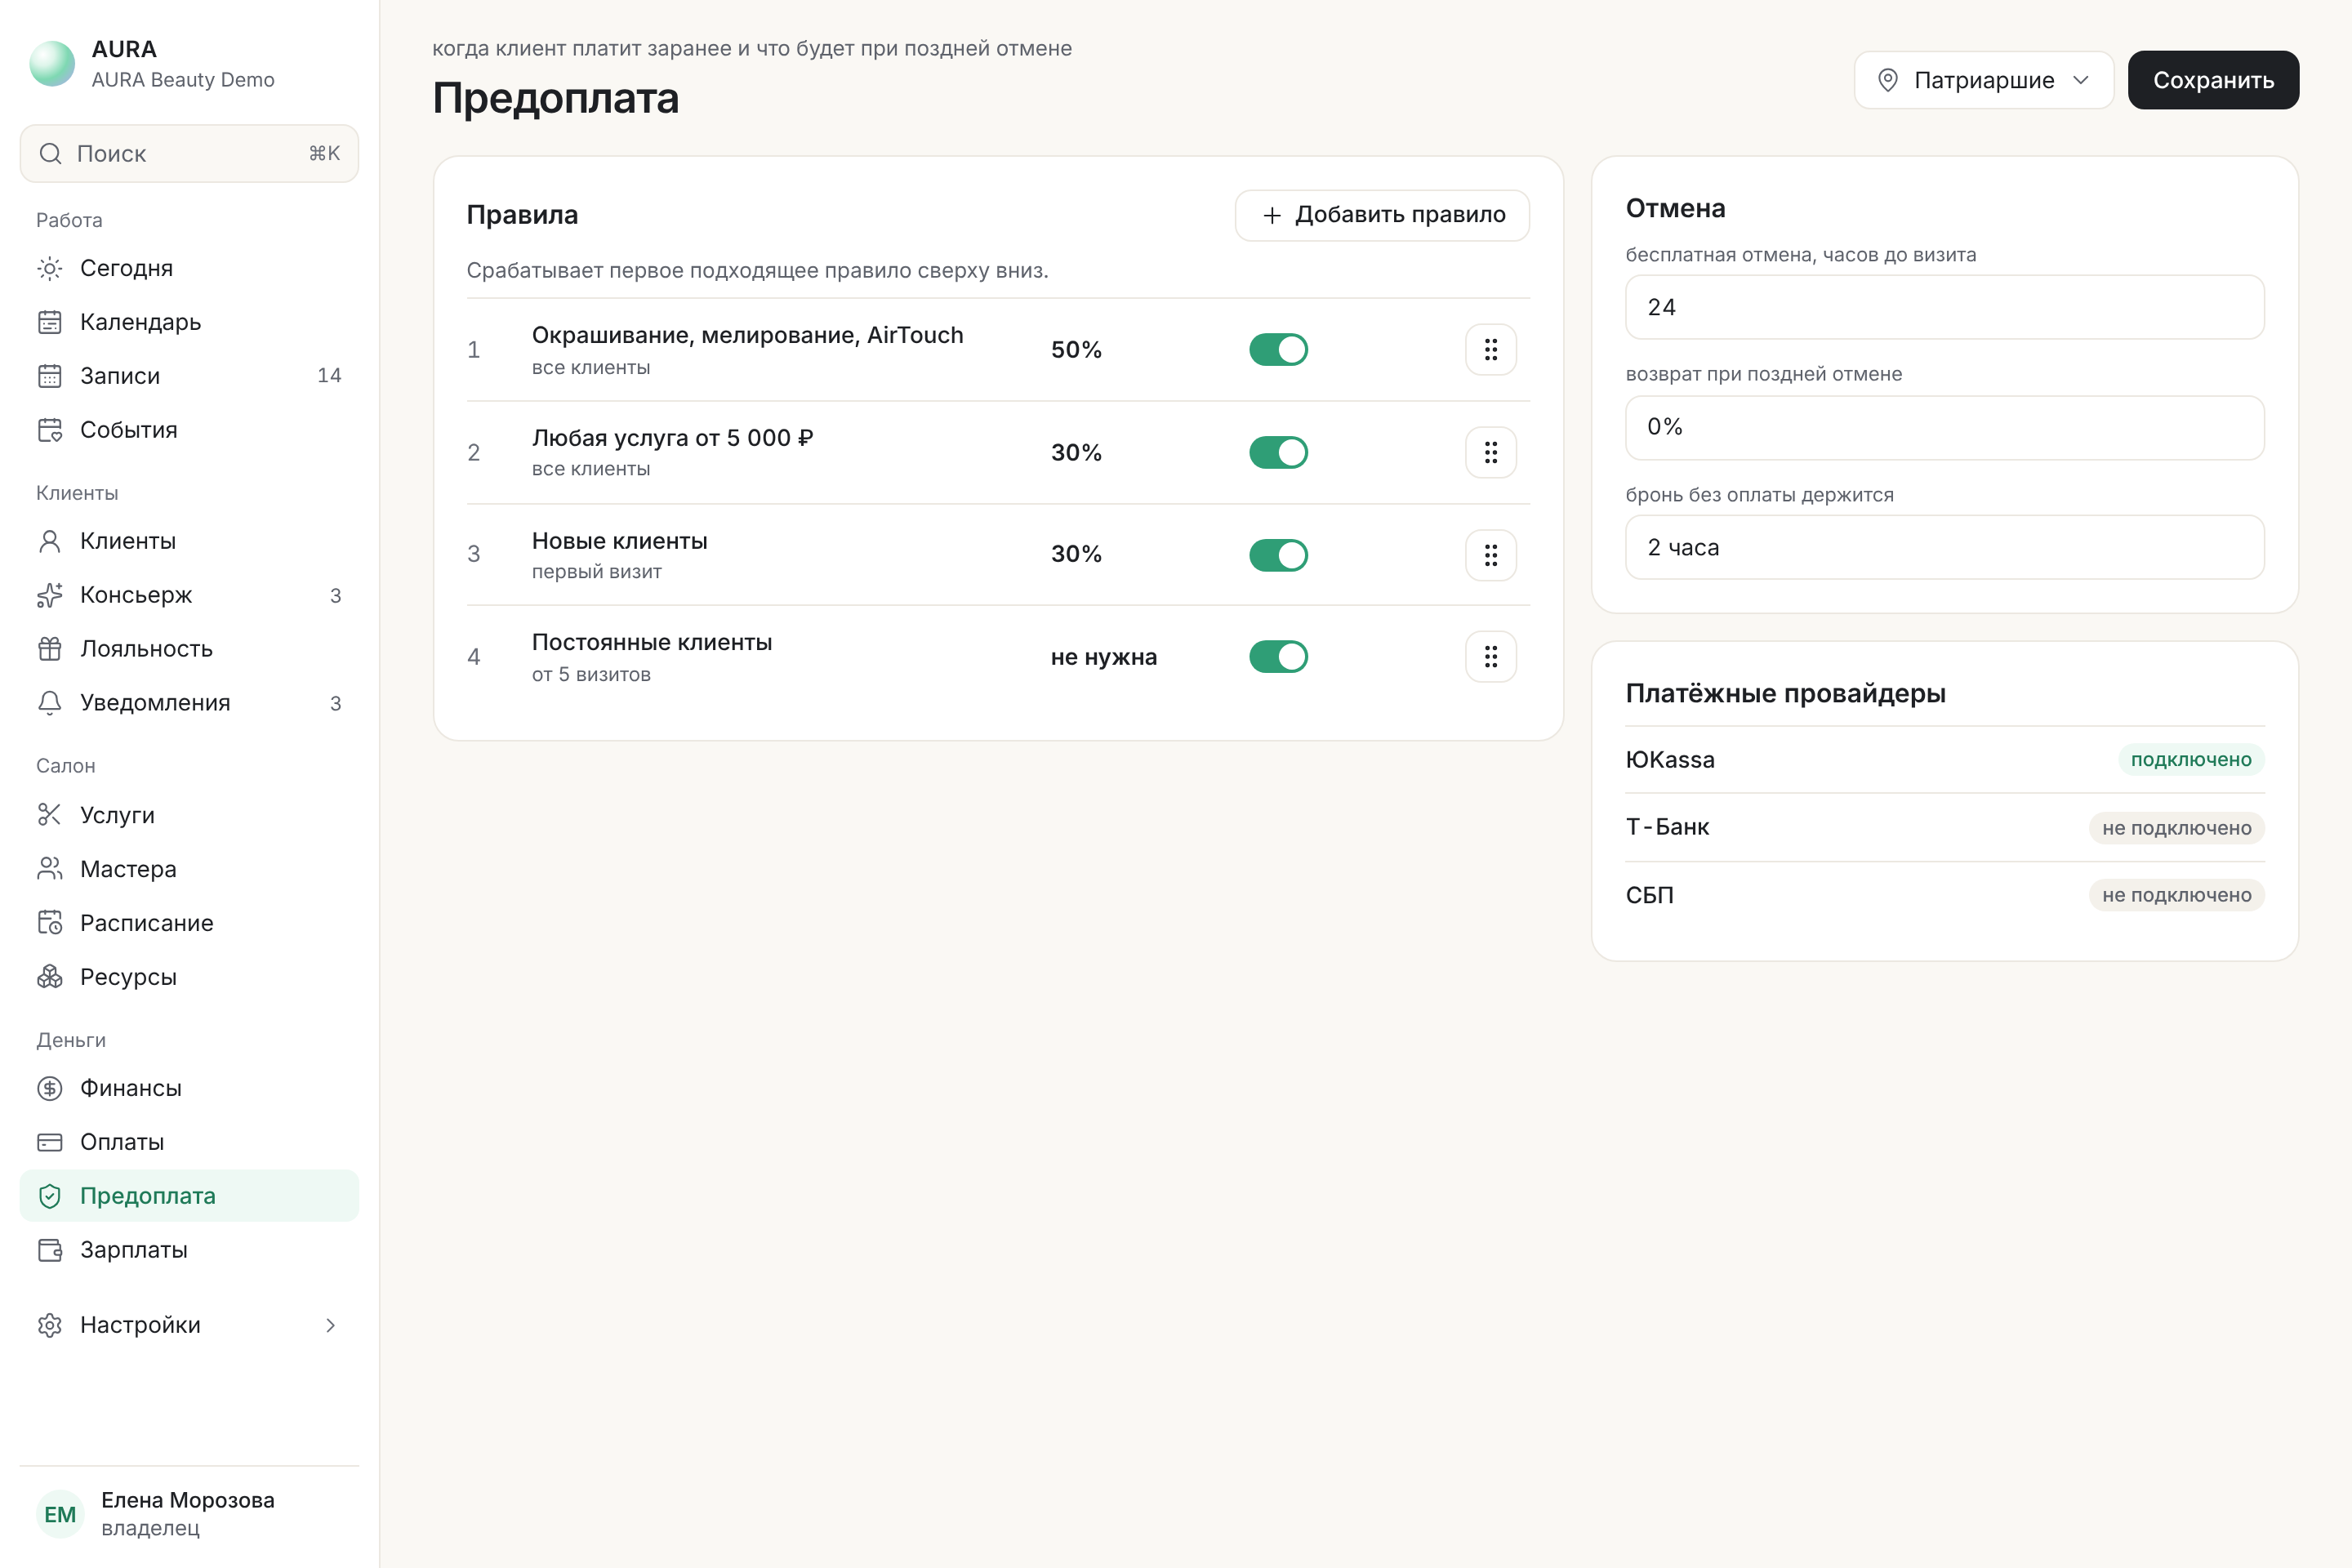 AURA
AURA Beauty Demo
Поиск ⌘K
Работа
Сегодня
Календарь
Записи 14
События
Клиенты
Клиенты
Консьерж 3
Лояльность
Уведомления 3
Салон
Услуги
Мастера
Расписание
Ресурсы
Деньги
Финансы
Оплаты
Предоплата
Зарплаты
Настройки
ЕМ
Елена Морозова
владелец
когда клиент платит заранее и что будет при поздней отмене
Предоплата
Патриаршие
Сохранить
Правила
+ Добавить правило
Срабатывает первое подходящее правило сверху вниз.
1 Окрашивание, мелирование, AirTouch 50%
все клиенты
2 Любая услуга от 5 000 ₽ 30%
все клиенты
3 Новые клиенты 30%
первый визит
4 Постоянные клиенты не нужна
от 5 визитов
Отмена
бесплатная отмена, часов до визита
24
возврат при поздней отмене
0%
бронь без оплаты держится
2 часа
Платёжные провайдеры
ЮKassa подключено
Т-Банк не подключено
СБП не подключено